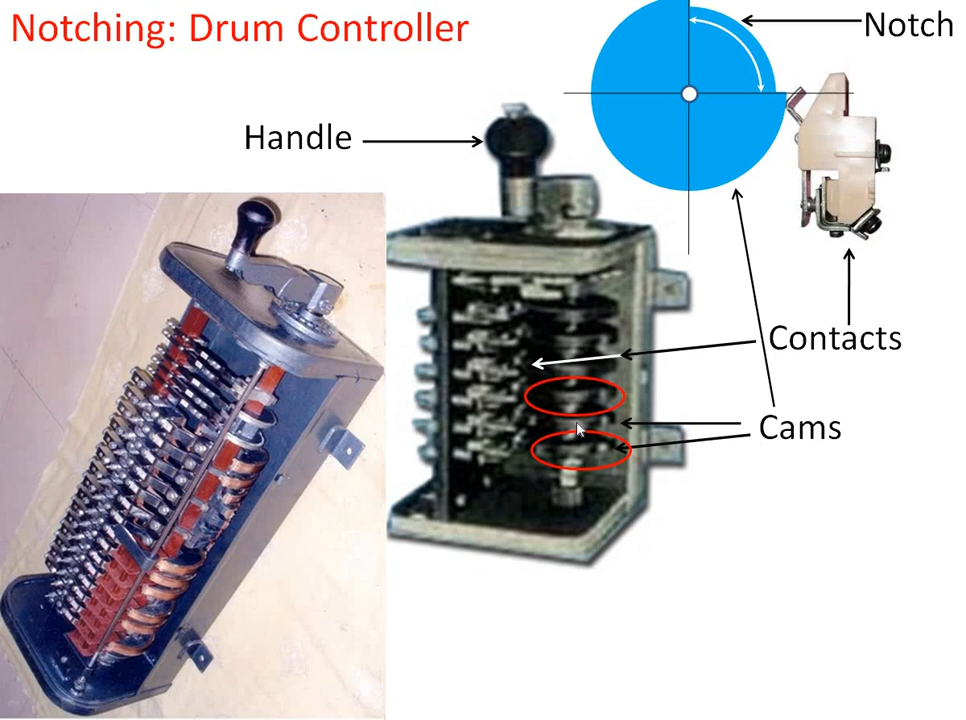 Notching: Drum Controller
Notch
Handle
Contacts
Cams